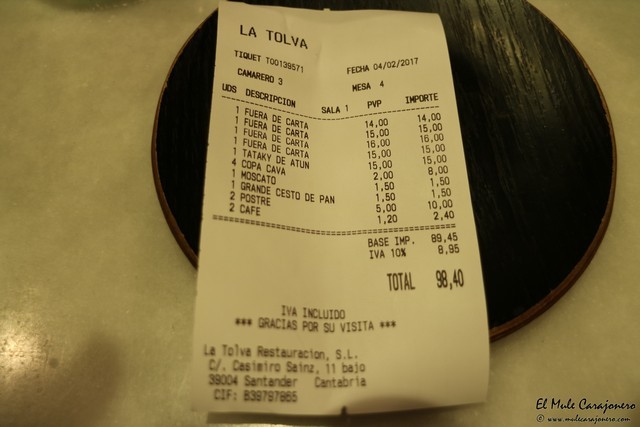 LA TOLVA
TIQUET T00139571 FECHA 04/02/2017
CAMARERO 3 MESA 4
SALA 1
UDS DESCRIPCION PVP IMPORTE
1 FUERA DE CARTA 14,00 14,00
1 FUERA DE CARTA 15,00 15,00
1 FUERA DE CARTA 16,00 16,00
1 FUERA DE CARTA 15,00 15,00
1 TATAKY DE ATUN 15,00 15,00
4 COPA CAVA 2,00 8,00
1 MOSCATO 1,50 1,50
1 GRANDE CESTO DE PAN 1,50 1,50
2 POSTRE 5,00 10,00
2 CAFE 1,20 2,40
BASE IMP. 89,45
IVA 10% 8,95
TOTAL 98,40
IVA INCLUIDO
*** GRACIAS POR SU VISITA ***
La Tolva Restauracion, S.L.
C/. Casimiro Sainz, 11 bajo
39004 Santander Cantabria
CIF: B39797865
El Mule Carajonero
© www.mulecarajonero.com